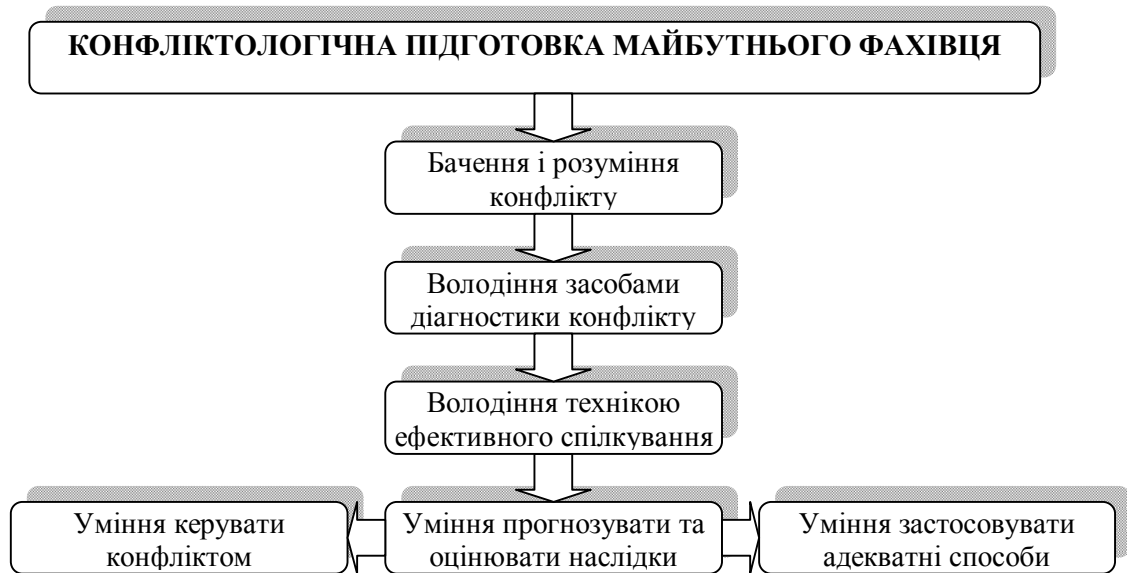 КОНФЛІКТОЛОГІЧНА ПІДГОТОВКА МАЙБУТНЬОГО ФАХІВЦЯ
Бачення і розуміння
конфлікту
Володіння засобами
діагностики конфлікту
Володіння технікою
ефективного спілкування
Уміння керувати
конфліктом
Уміння прогнозувати та
оцінювати наслідки
Уміння застосовувати
адекватні способи